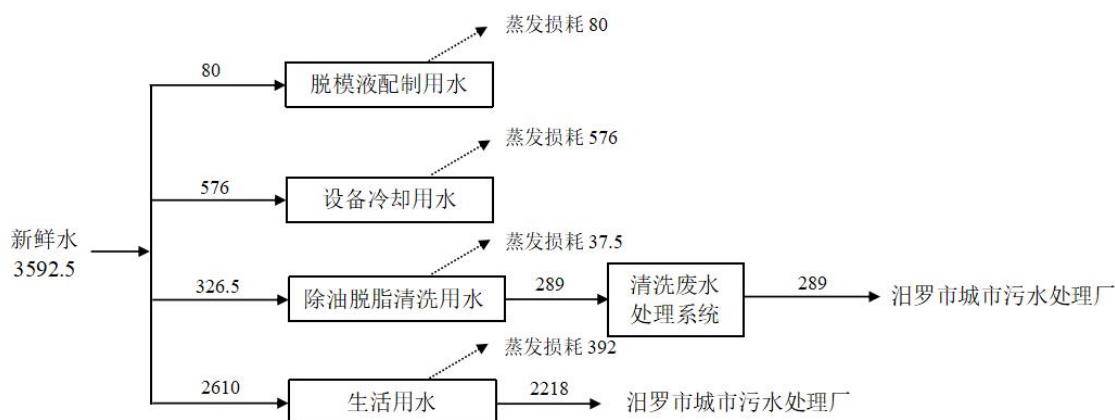 蒸发损耗 80
80
脱模液配制用水
蒸发损耗 576
576
设备冷却用水
新鲜水
3592.5
蒸发损耗 37.5
326.5
除油脱脂清洗用水
289
清洗废水
处理系统
289
汨罗市城市污水处理厂
蒸发损耗 392
2610
生活用水
2218
汨罗市城市污水处理厂